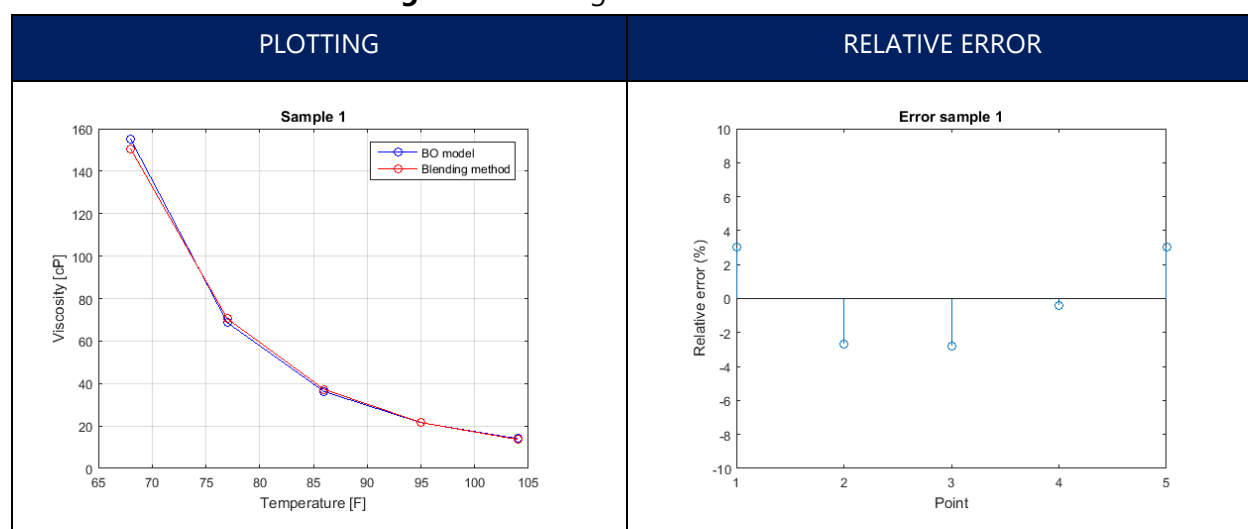 PLOTTING
RELATIVE ERROR
Sample 1
160
140
120
100
80
60
40
20
0
65 70 75 80 85 90 95 100 105
Viscosity [cP]
Temperature [F]
BO model
Blending method
Error sample 1
10
8
6
4
2
0
-2
-4
-6
-8
-10
1 2 3 4 5
Relative error (%)
Point